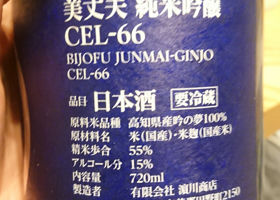 美丈夫 純米吟醸
CEL-66
BIJOFU JUNMAI-GINJO
CEL-66
品目 日本酒 要冷蔵
原料米品種 高知県産吟の夢100%
原材料名 米(国産)・米麹(国産米)
精米歩合 55%
アルコール分 15%
内容量 720ml
製造者 有限会社 濵川商店
2150